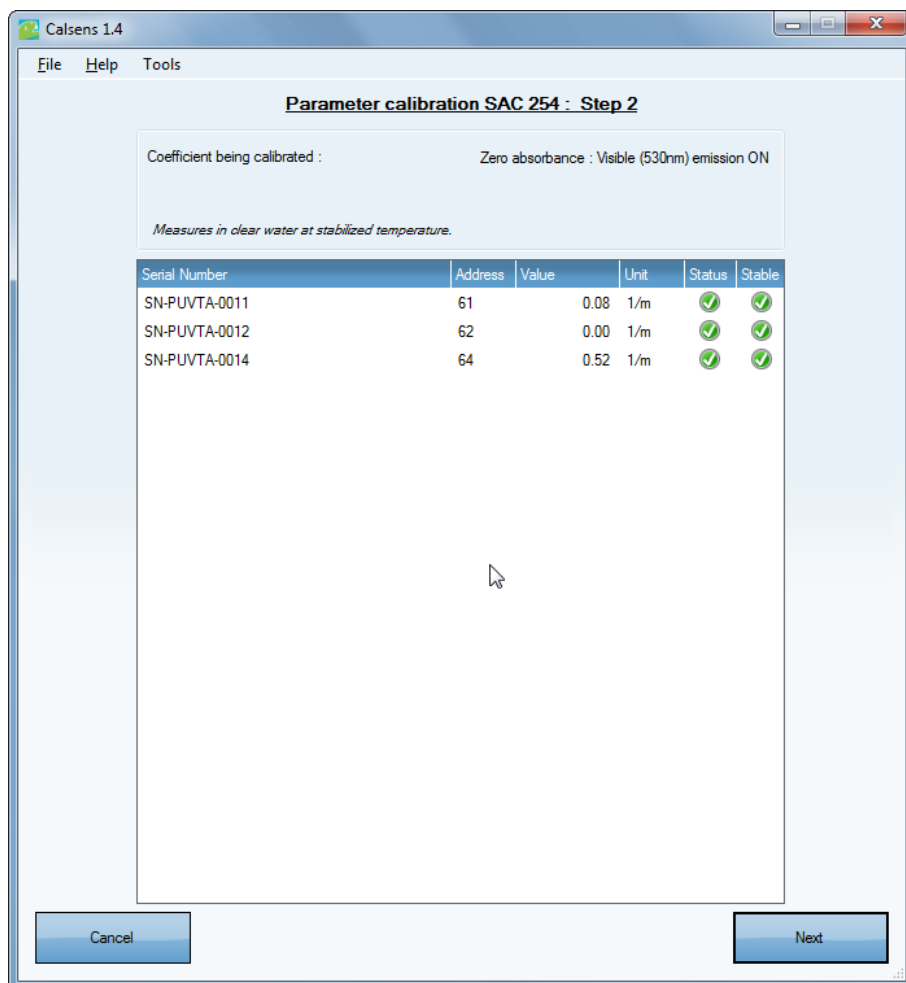 Calsens 1.4
File Help Tools
Parameter calibration SAC 254 : Step 2
Coefficient being calibrated : Zero absorbance : Visible (530nm) emission ON
Measures in clear water at stabilized temperature.
Serial Number Address Value Unit Status Stable
SN-PUVTA-0011 61 0.08 1/m
SN-PUVTA-0012 62 0.00 1/m
SN-PUVTA-0014 64 0.52 1/m
Cancel Next